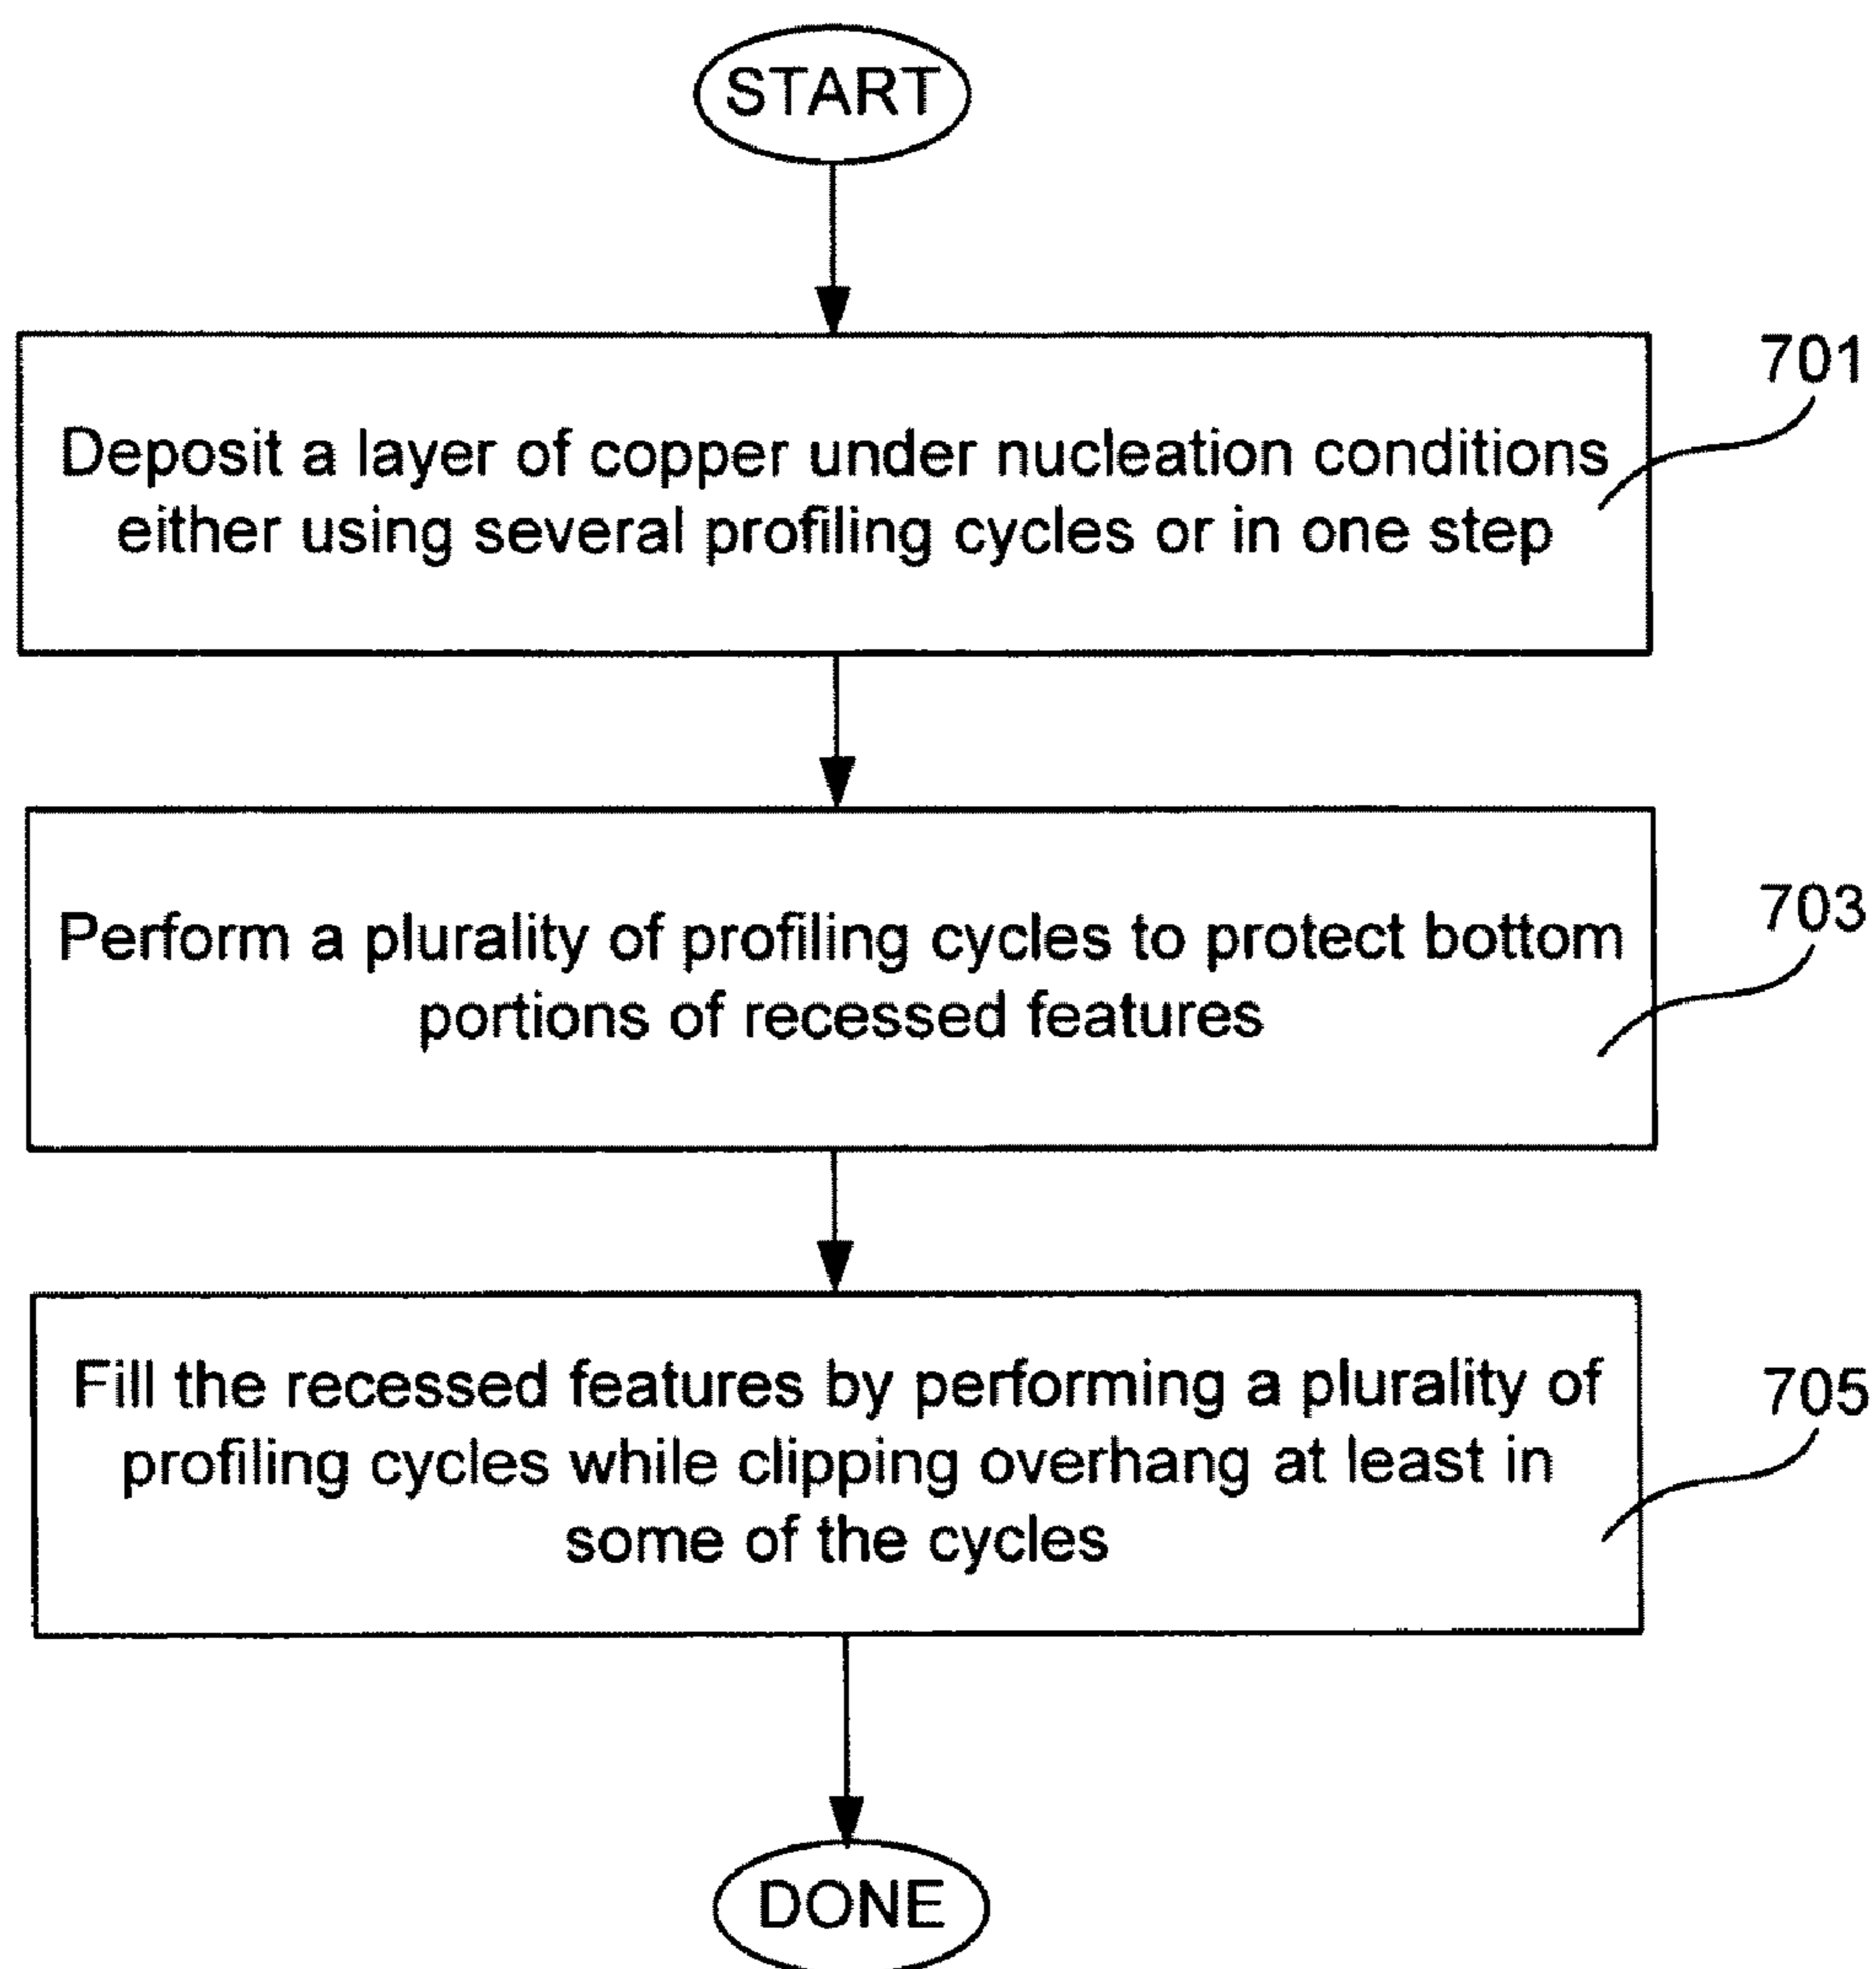 START
701
Deposit a layer of copper under nucleation conditions
either using several profiling cycles or in one step
703
Perform a plurality of profiling cycles to protect bottom
portions of recessed features
705
Fill the recessed features by performing a plurality of
profiling cycles while clipping overhang at least in
some of the cycles
DONE